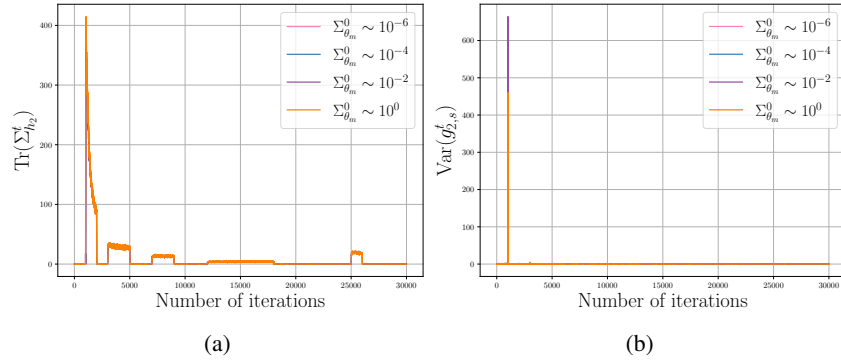 400
300
200
100
0
Tr(Σ^t_{h_2})
Σ^0_{θ_m} ∼ 10^{-6}
Σ^0_{θ_m} ∼ 10^{-4}
Σ^0_{θ_m} ∼ 10^{-2}
Σ^0_{θ_m} ∼ 10^0
0 5000 10000 15000 20000 25000 30000
Number of iterations
(a)
600
500
400
300
200
100
0
Var(g^t_{2,s})
Σ^0_{θ_m} ∼ 10^{-6}
Σ^0_{θ_m} ∼ 10^{-4}
Σ^0_{θ_m} ∼ 10^{-2}
Σ^0_{θ_m} ∼ 10^0
0 5000 10000 15000 20000 25000 30000
Number of iterations
(b)